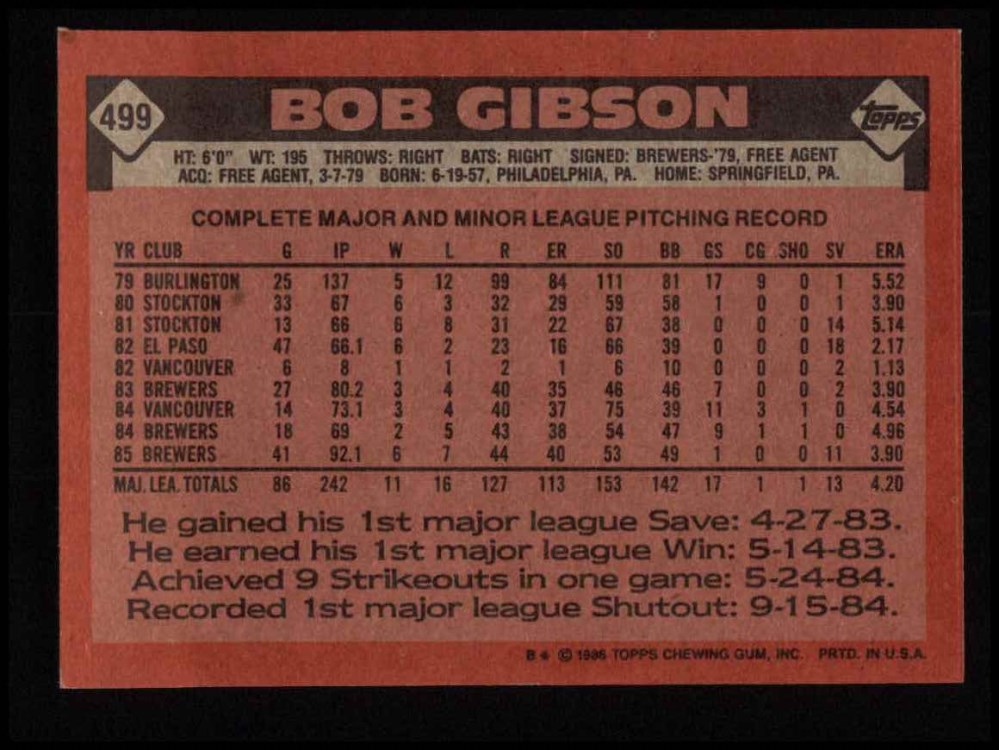 499
BOB GIBSON
Topps
HT: 6'0" WT: 195 THROWS: RIGHT BATS: RIGHT SIGNED: BREWERS-'79, FREE AGENT
ACQ: FREE AGENT, 3-7-79 BORN: 6-19-57, PHILADELPHIA, PA. HOME: SPRINGFIELD, PA.
COMPLETE MAJOR AND MINOR LEAGUE PITCHING RECORD
YR CLUB G IP W L R ER SO BB GS CG SHO SV ERA
79 BURLINGTON 25 137 5 12 99 84 111 81 17 9 0 1 5.52
80 STOCKTON 33 67 6 3 32 29 59 58 1 0 0 1 3.90
81 STOCKTON 13 66 6 8 31 22 67 38 0 0 0 14 5.14
82 EL PASO 47 66.1 6 2 23 16 66 39 0 0 0 18 2.17
82 VANCOUVER 6 8 1 1 2 1 6 10 0 0 0 2 1.13
83 BREWERS 27 80.2 3 4 40 35 46 46 7 0 0 2 3.90
84 VANCOUVER 14 73.1 3 4 40 37 75 39 11 3 1 0 4.54
84 BREWERS 18 69 2 5 43 38 54 47 9 1 1 0 4.96
85 BREWERS 41 92.1 6 7 44 40 53 49 1 0 0 11 3.90
MAJ. LEA. TOTALS 86 242 11 16 127 113 153 142 17 1 1 13 4.20
He gained his 1st major league Save: 4-27-83.
He earned his 1st major league Win: 5-14-83.
Achieved 9 Strikeouts in one game: 5-24-84.
Recorded 1st major league Shutout: 9-15-84.
B * © 1986 TOPPS CHEWING GUM, INC. PRTD. IN U.S.A.